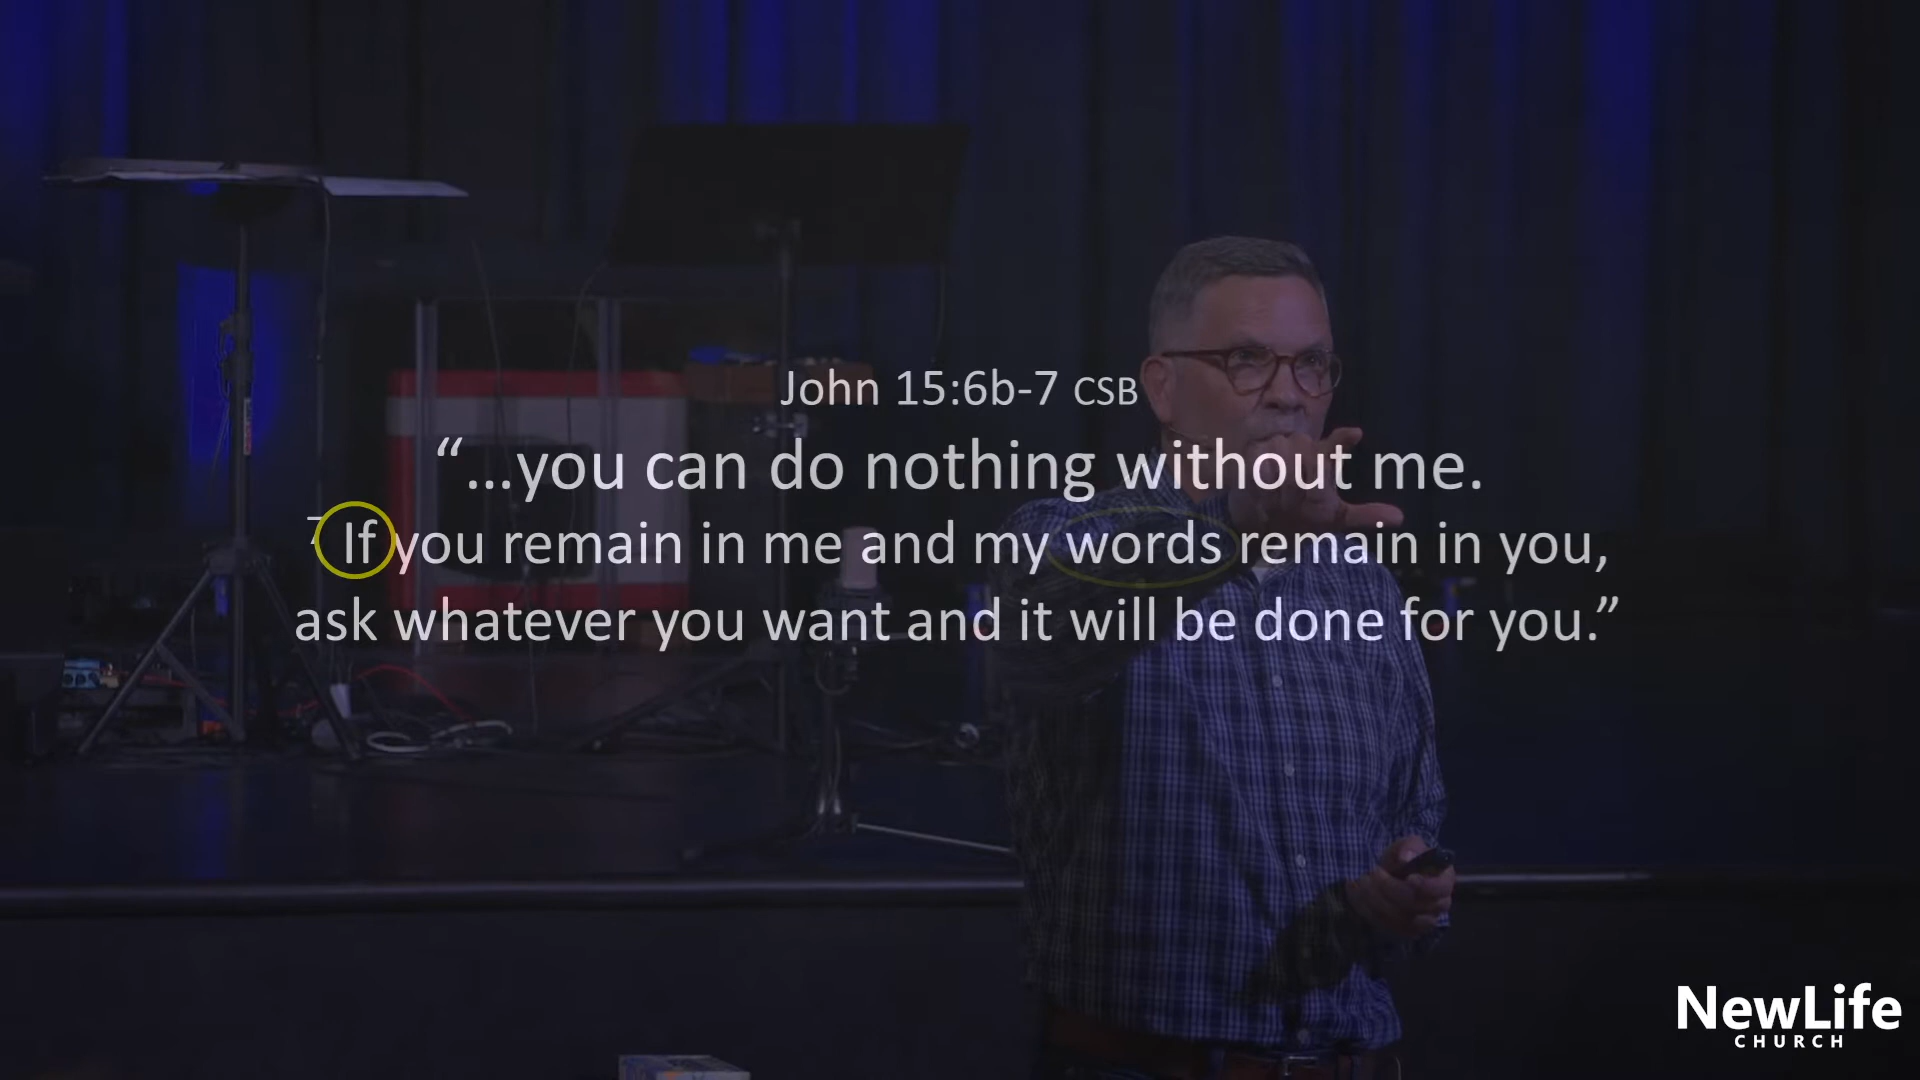 John 15:6b-7 CSB
“...you can do nothing without me.
7 If you remain in me and my words remain in you,
ask whatever you want and it will be done for you.”
NewLife
CHURCH